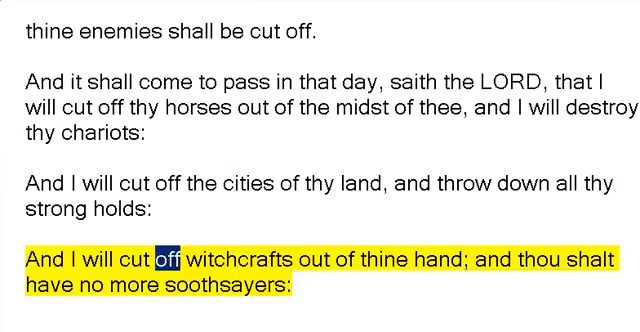 thine enemies shall be cut off.
And it shall come to pass in that day, saith the LORD, that I
will cut off thy horses out of the midst of thee, and I will destroy
thy chariots:
And I will cut off the cities of thy land, and throw down all thy
strong holds:
And I will cut off witchcrafts out of thine hand; and thou shalt
have no more soothsayers: